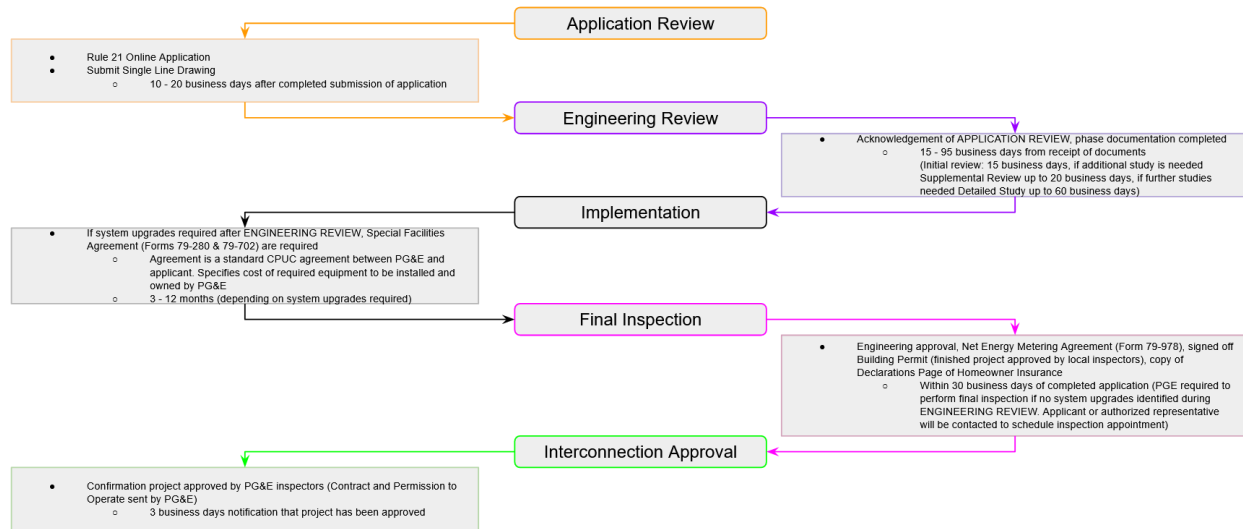 Application Review
● Rule 21 Online Application
● Submit Single Line Drawing
○ 10 - 20 business days after completed submission of application
Engineering Review
● Acknowledgement of APPLICATION REVIEW, phase documentation completed
○ 15 - 95 business days from receipt of documents
(Initial review: 15 business days, if additional study is needed
Supplemental Review up to 20 business days, if further studies
needed Detailed Study up to 60 business days)
Implementation
● If system upgrades required after ENGINEERING REVIEW, Special Facilities
Agreement (Forms 79-280 & 79-702) are required
○ Agreement is a standard CPUC agreement between PG&E and
applicant. Specifies cost of required equipment to be installed and
owned by PG&E
○ 3 - 12 months (depending on system upgrades required)
Final Inspection
● Engineering approval, Net Energy Metering Agreement (Form 79-978), signed off
Building Permit (finished project approved by local inspectors), copy of
Declarations Page of Homeowner Insurance
○ Within 30 business days of completed application (PGE required to
perform final inspection if no system upgrades identified during
ENGINEERING REVIEW. Applicant or authorized representative
will be contacted to schedule inspection appointment)
Interconnection Approval
● Confirmation project approved by PG&E inspectors (Contract and Permission to
Operate sent by PG&E)
○ 3 business days notification that project has been approved